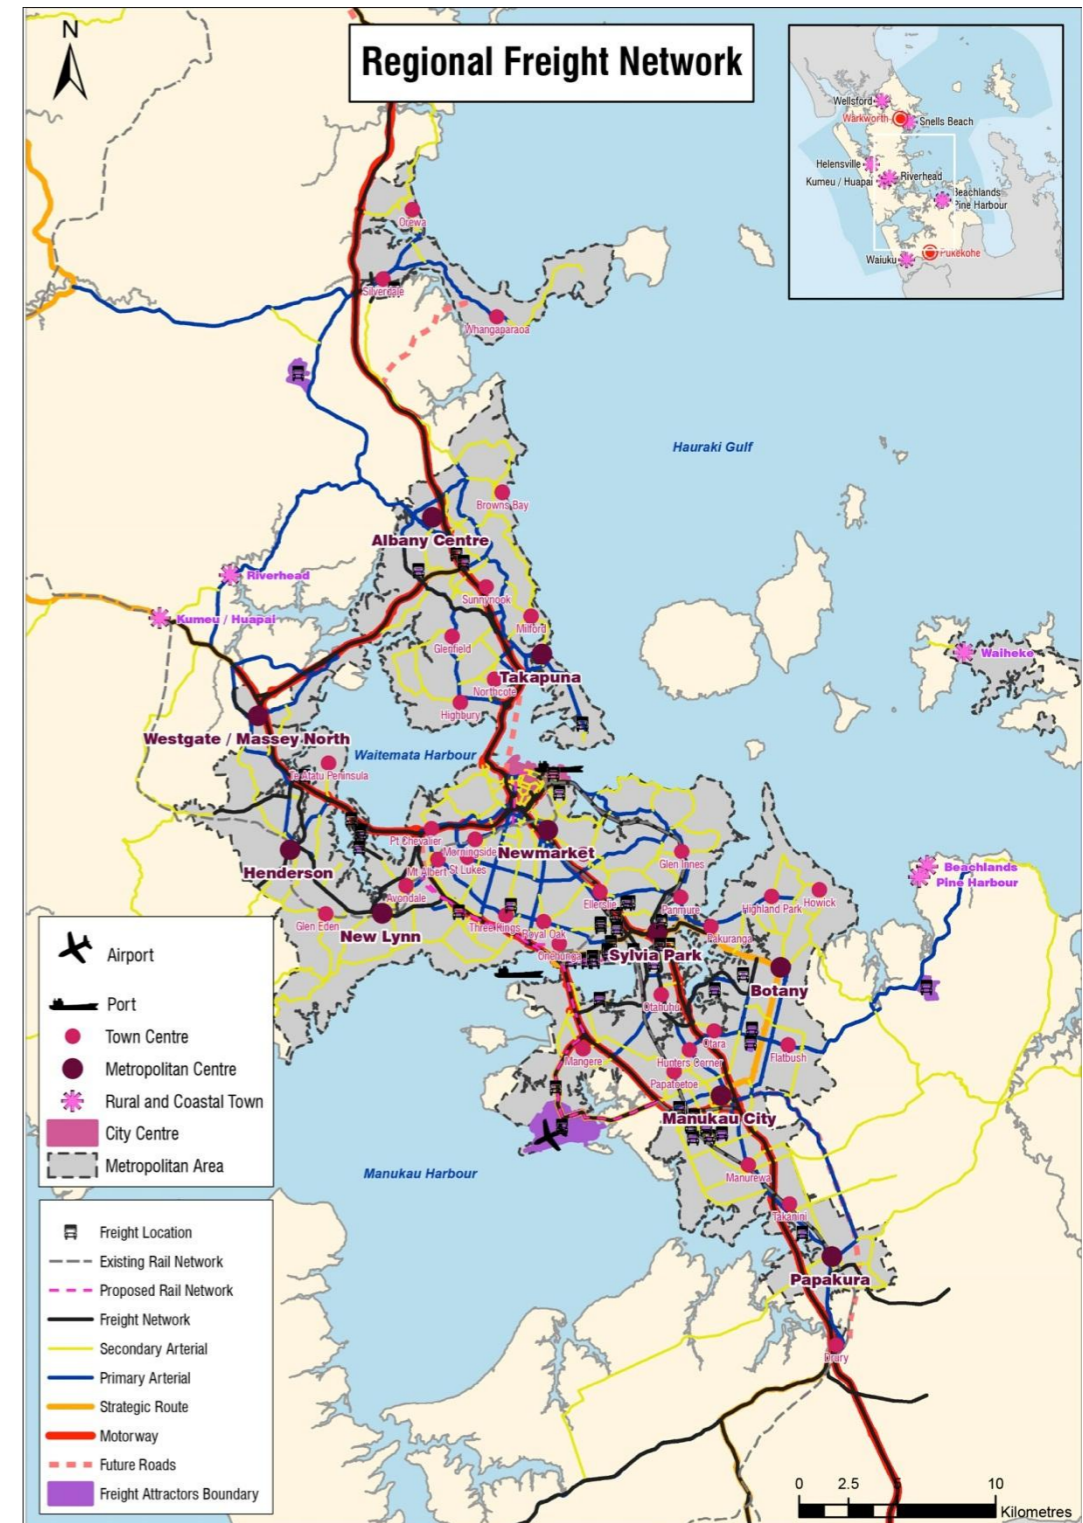 Regional Freight Network
N
Wellsford
Warkworth
Snells Beach
Helensville
Kumeu / Huapai
Riverhead
Beachlands
Pine Harbour
Waiuku
Pukekohe
Orewa
Silverdale
Whangaparaoa
Hauraki Gulf
Browns Bay
Albany Centre
Riverhead
Sunnynook
Kumeu / Huapai
Milford
Glenfield
Waiheke
Takapuna
Northcote
Highbury
Westgate / Massey North
Waitemata Harbour
Te Atatu Peninsula
Pt Chevalier
Morningside
Newmarket
Glen Innes
Mt Albert
St Lukes
Henderson
Beachlands
Pine Harbour
Avondale
Ellerslie
Panmure
Highland Park
Howick
Glen Eden
New Lynn
Three Kings
Royal Oak
Pakuranga
Onehunga
Sylvia Park
Botany
Otahuhu
Otara
Mangere
Hunters Corner
Flatbush
Papatoetoe
Manukau City
Manukau Harbour
Manurewa
Takanini
Papakura
Drury
Airport
Port
Town Centre
Metropolitan Centre
Rural and Coastal Town
City Centre
Metropolitan Area
Freight Location
Existing Rail Network
Proposed Rail Network
Freight Network
Secondary Arterial
Primary Arterial
Strategic Route
Motorway
Future Roads
Freight Attractors Boundary
0 2.5 5 10
Kilometres